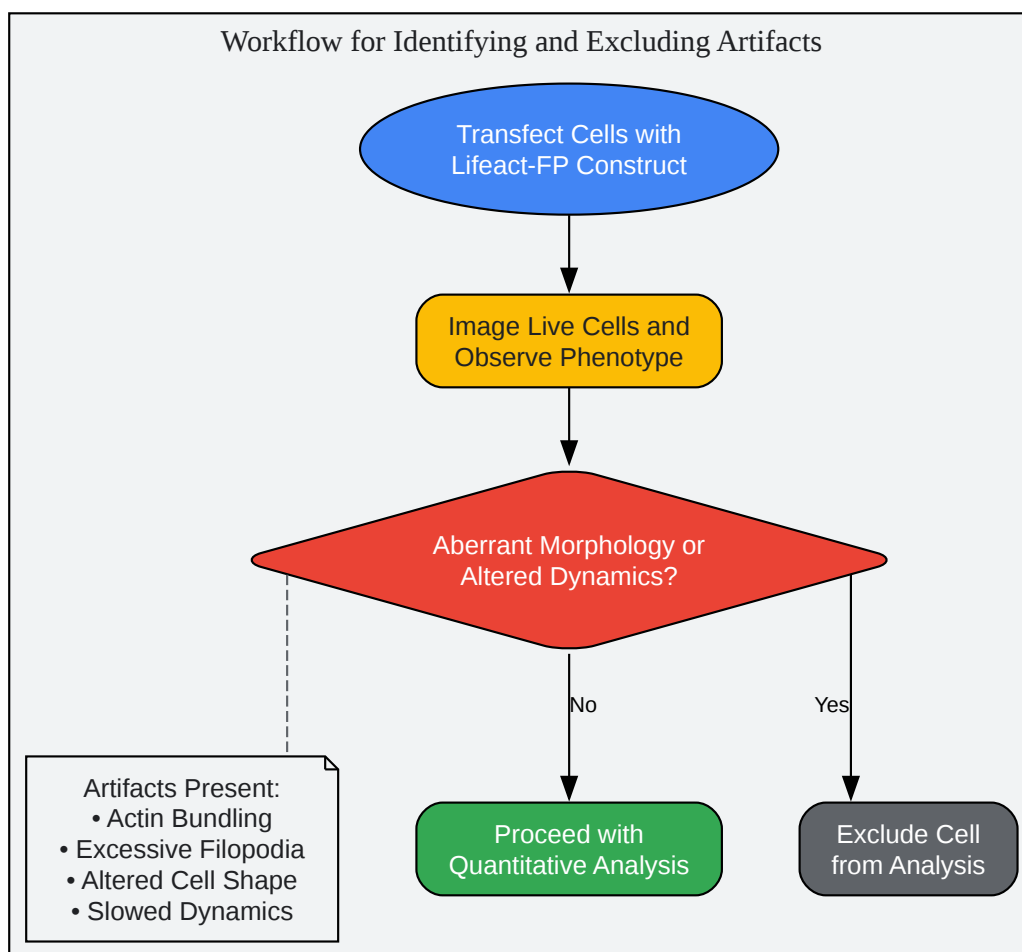 Workflow for Identifying and Excluding Artifacts
Transfect Cells with
Lifeact-FP Construct
Image Live Cells and
Observe Phenotype
Aberrant Morphology or
Altered Dynamics?
No
Yes
Artifacts Present:
• Actin Bundling
• Excessive Filopodia
• Altered Cell Shape
• Slowed Dynamics
Proceed with
Quantitative Analysis
Exclude Cell
from Analysis